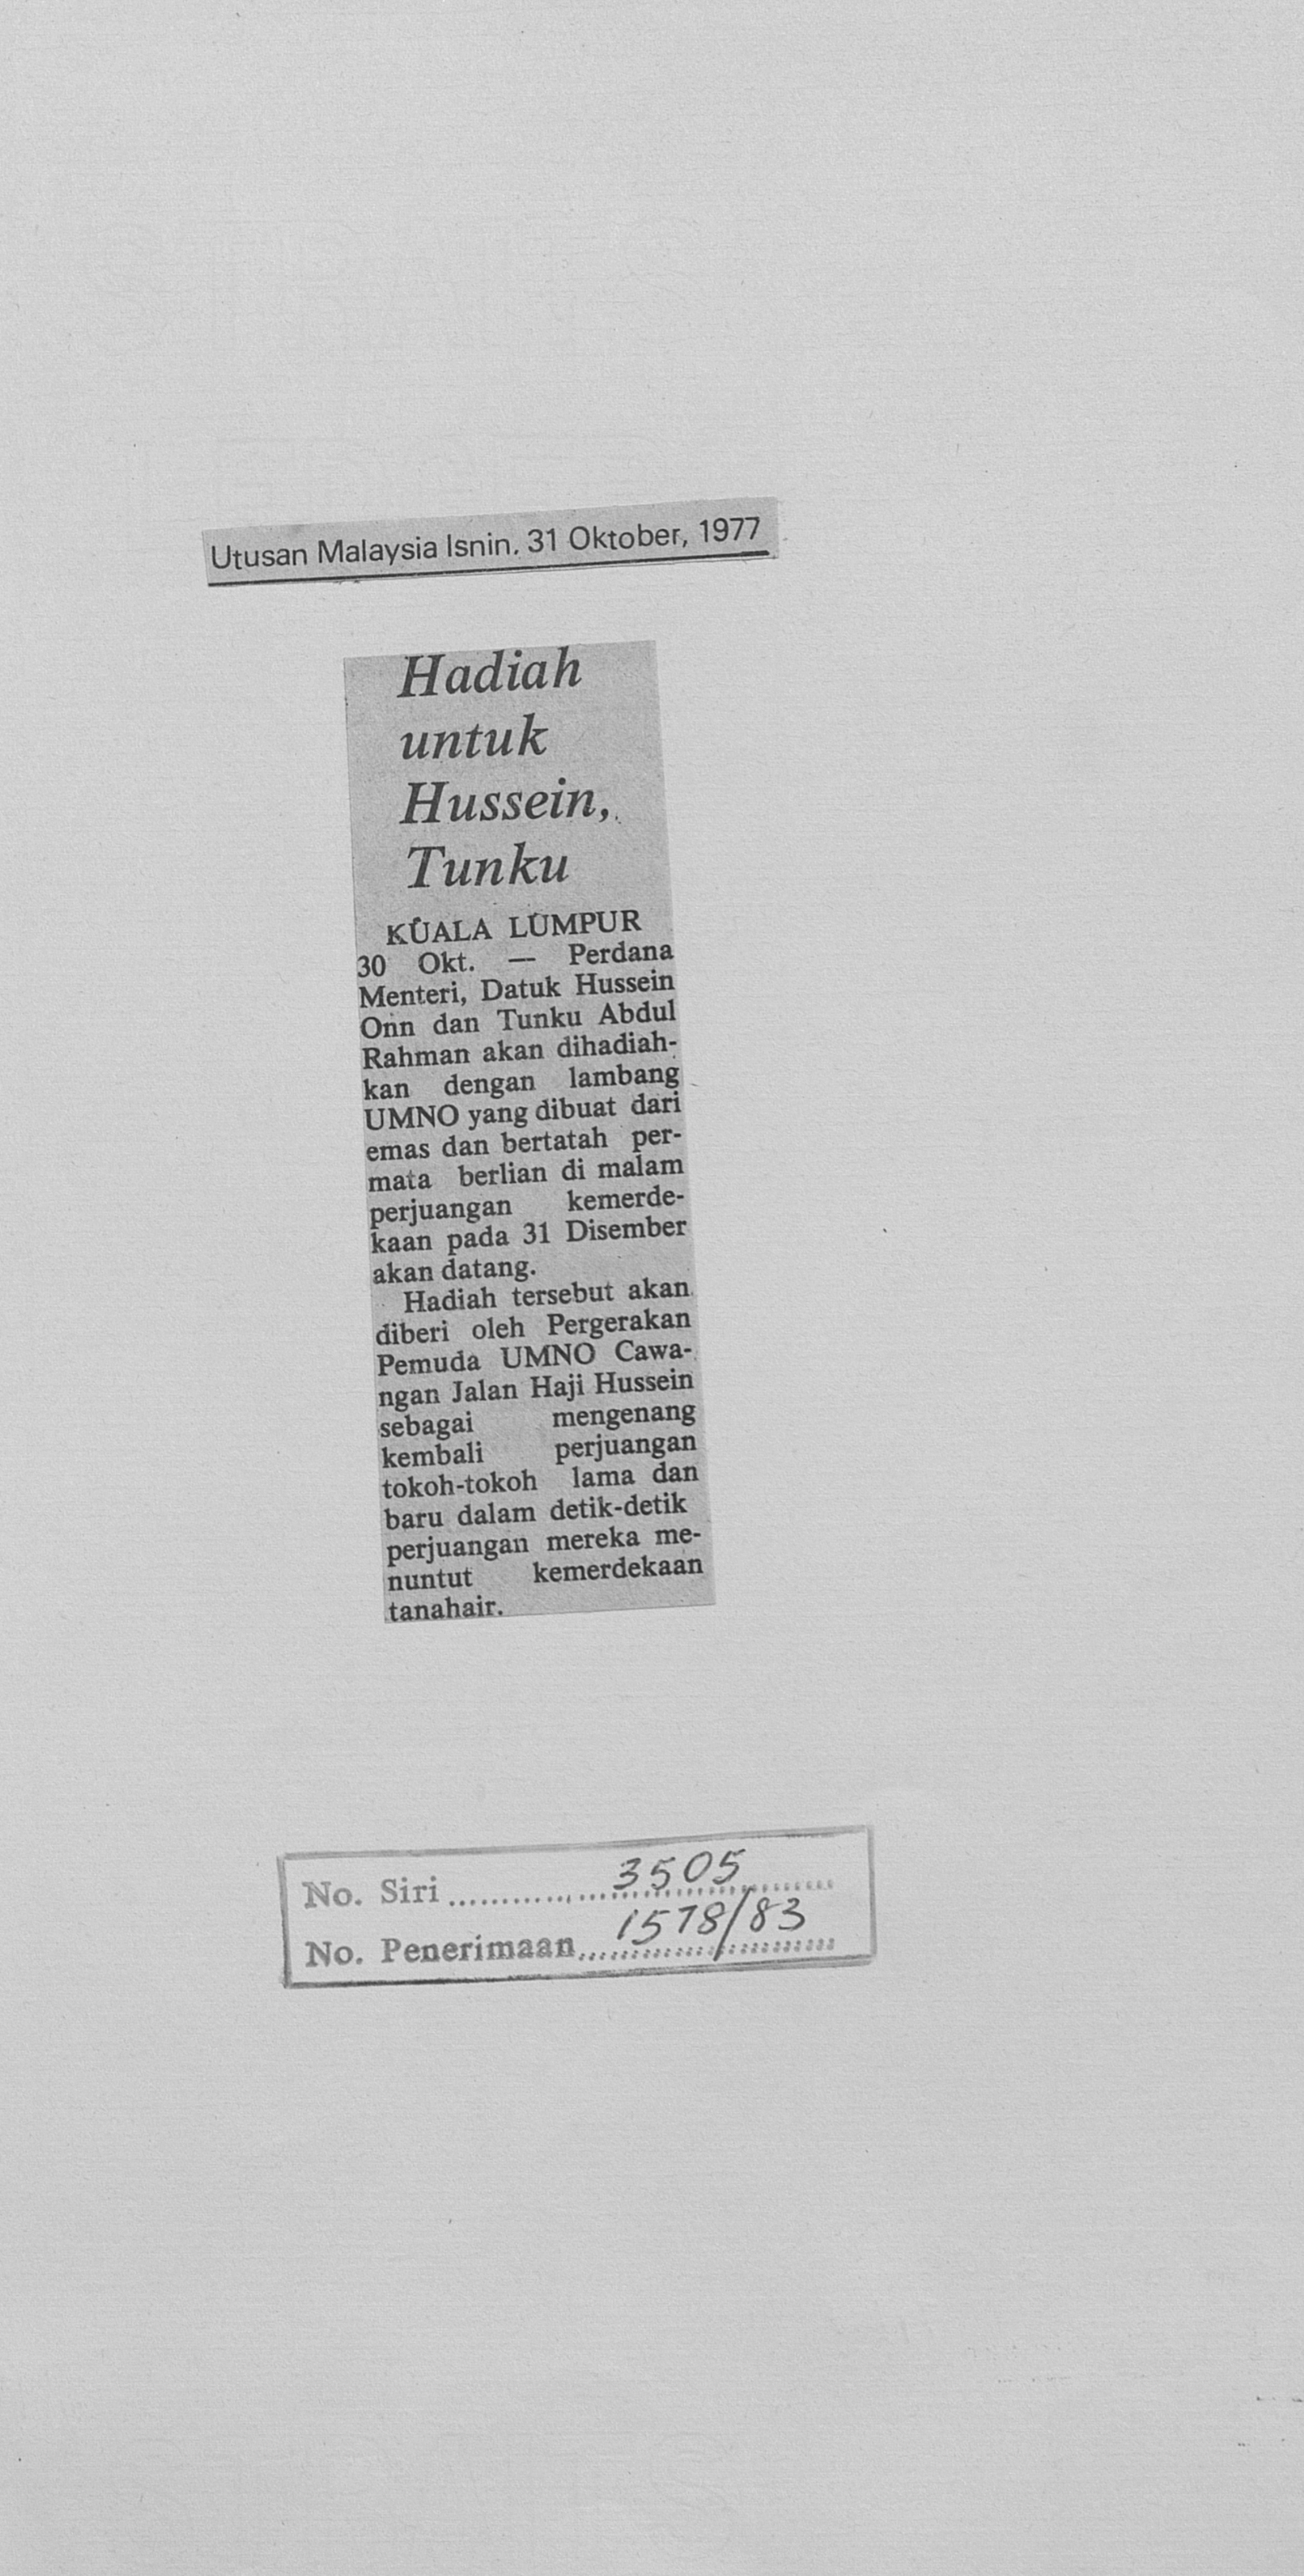 Utusan Malaysia Isnin, 31 Oktober, 1977
Hadiah
untuk
Hussein,
Tunku
KUALA LUMPUR
30 Okt. — Perdana
Menteri, Datuk Hussein
Onn dan Tunku Abdul
Rahman akan dihadiah-
kan dengan lambang
UMNO yang dibuat dari
emas dan bertatah per-
mata berlian di malam
perjuangan kemerde-
kaan pada 31 Disember
akan datang.
Hadiah tersebut akan
diberi oleh Pergerakan
Pemuda UMNO Cawa-
ngan Jalan Haji Hussein
sebagai mengenang
kembali perjuangan
tokoh-tokoh lama dan
baru dalam detik-detik
perjuangan mereka me-
nuntut kemerdekaan
tanahair.
No. Siri 3505
No. Penerimaan 1578/83